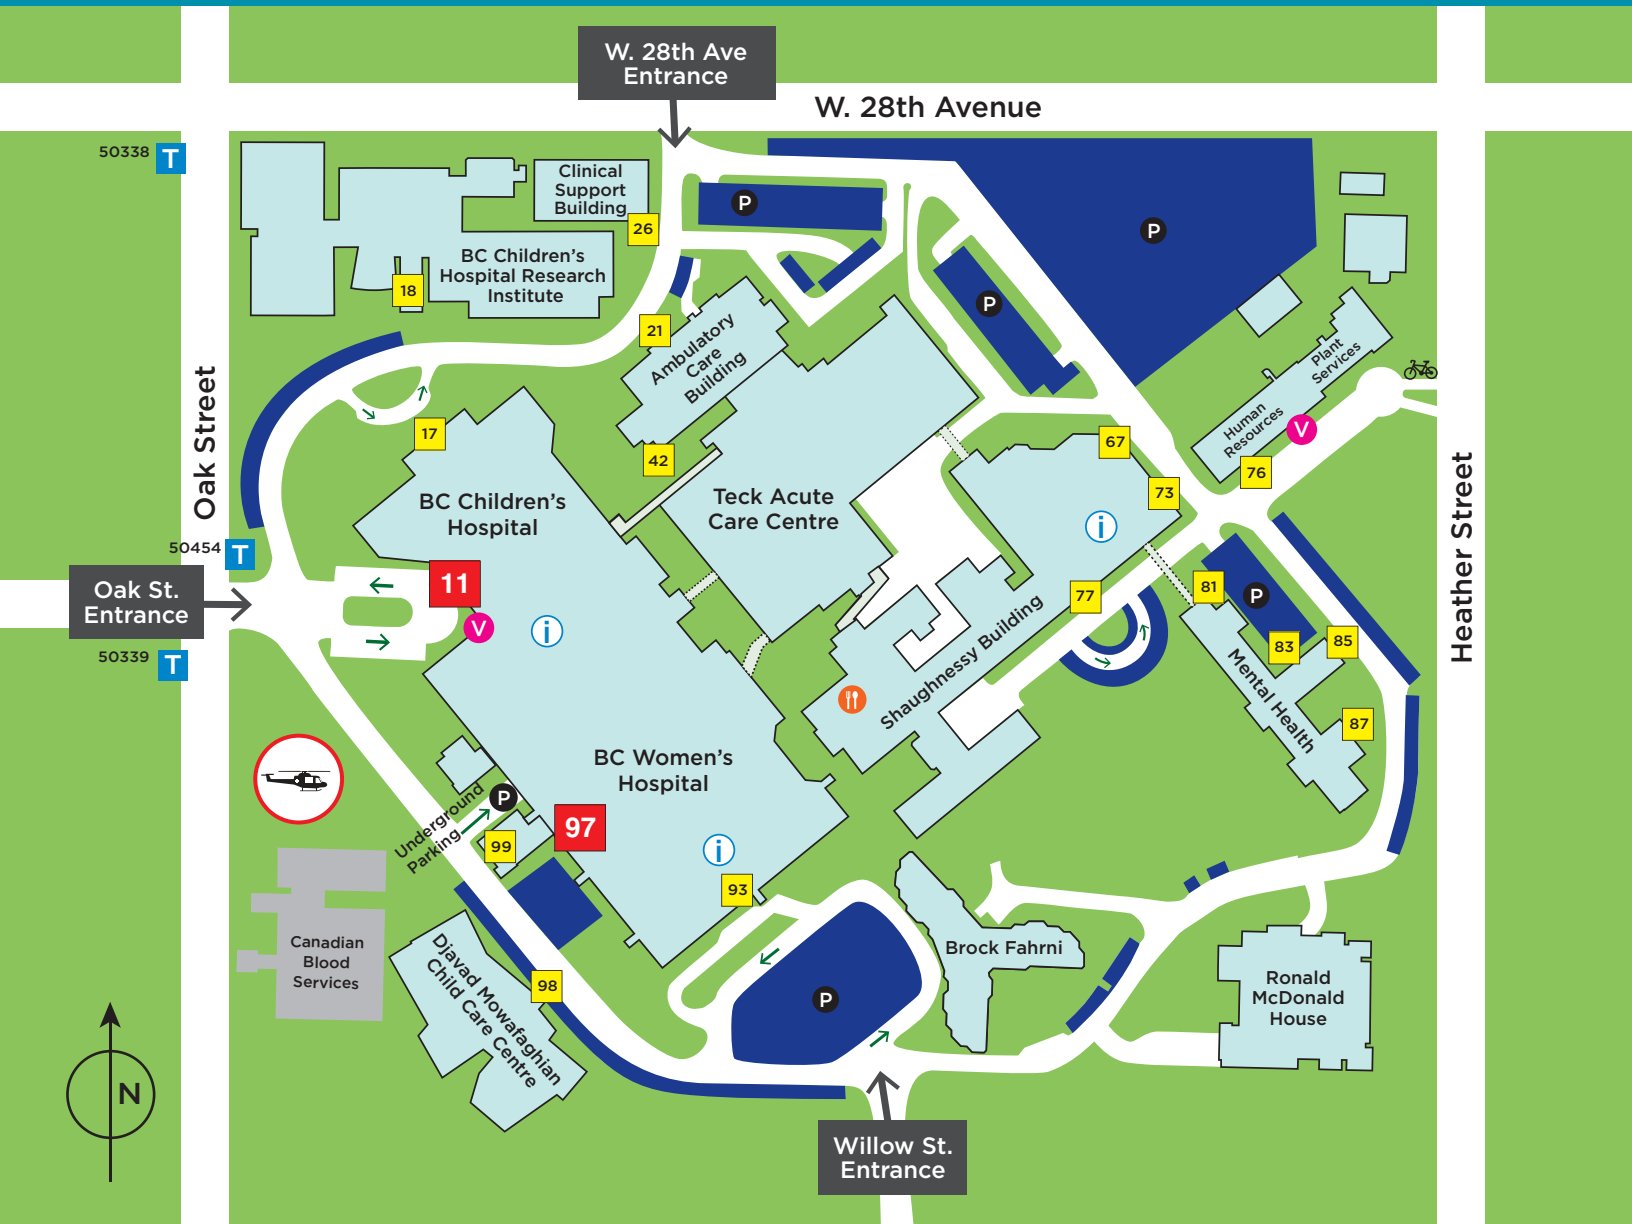 W. 28th Ave
Entrance
W. 28th Avenue
50338
T
Clinical
Support
Building
26
P
P
BC Children's
Hospital Research
Institute
18
21
Ambulatory
Care
Building
P
Plant
Services
Human
Resources
V
76
Oak Street
17
42
67
73
BC Children's
Hospital
Teck Acute
Care Centre
i
Heather Street
50454
T
Oak St.
Entrance
11
V
i
77
81
P
83
85
50339
T
Shaughnessy Building
Mental Health
87
BC Women's
Hospital
Underground
Parking
P
97
99
i
93
Canadian
Blood
Services
Djavad Mowafaghian
Child Care Centre
98
P
Brock Fahrni
Ronald
McDonald
House
N
Willow St.
Entrance